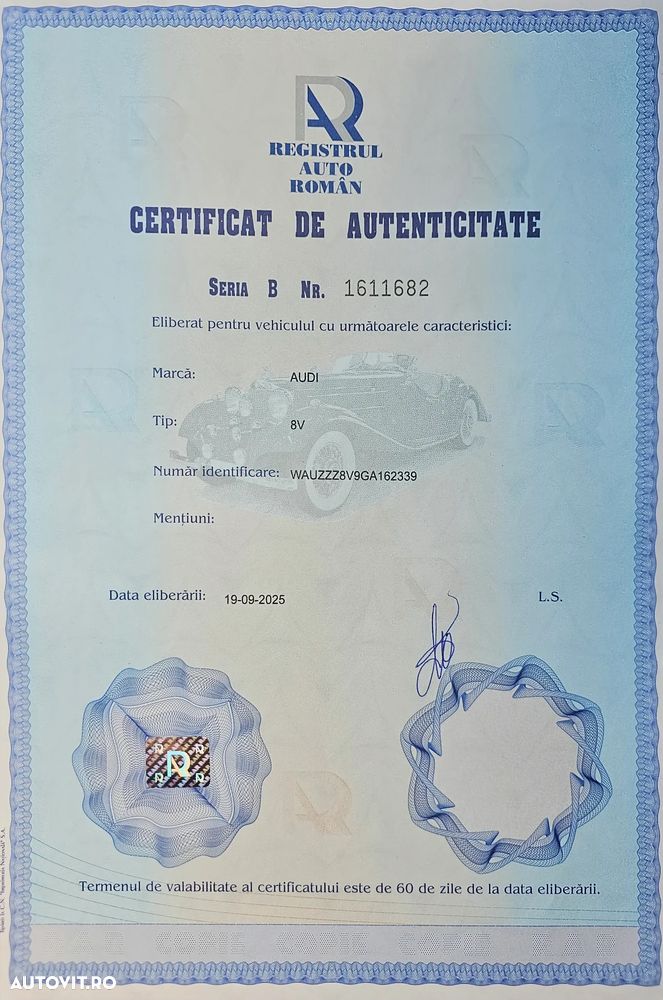 REGISTRUL
AUTO
ROMÂN
CERTIFICAT DE AUTENTICITATE
SERIA B NR. 1611682
Eliberat pentru vehiculul cu următoarele caracteristici:
Marcă: AUDI
Tip: 8V
Număr identificare: WAUZZZ8V9GA162339
Mențiuni:
Data eliberării: 19-09-2025 L.S.
Termenul de valabilitate al certificatului este de 60 de zile de la data eliberării.
AUTOVIT.RO